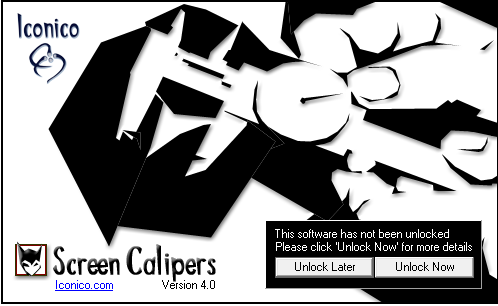 Iconico
This software has not been unlocked
Please click 'Unlock Now' for more details
Unlock Later
Unlock Now
Screen Calipers
Iconico.com
Version 4.0